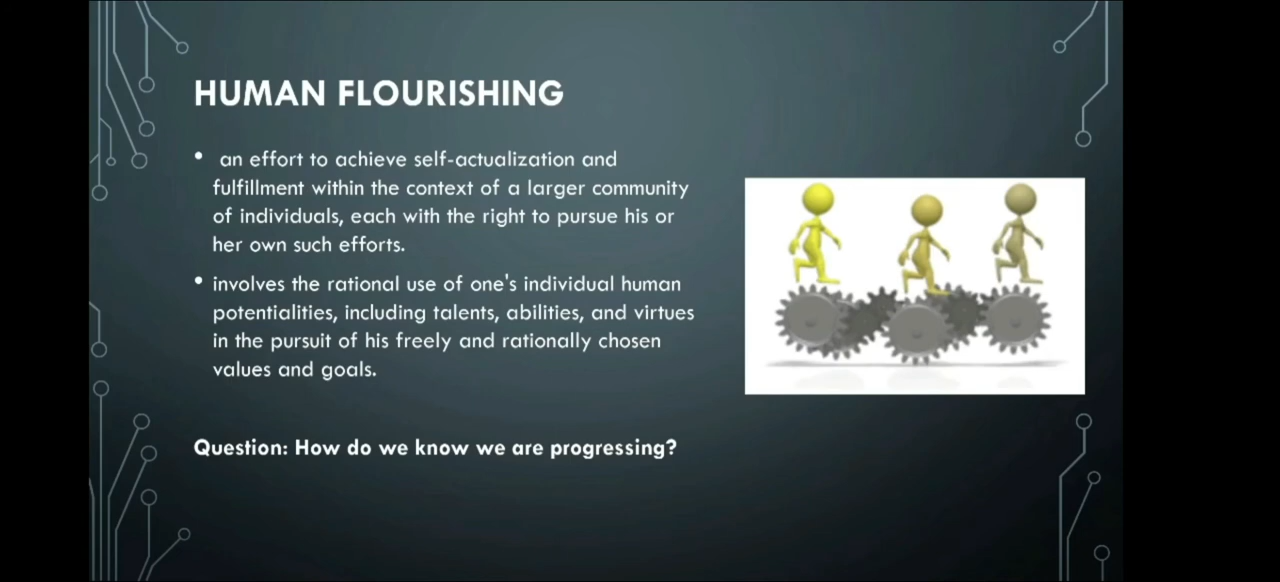 HUMAN FLOURISHING
• an effort to achieve self-actualization and
fulfillment within the context of a larger community
of individuals, each with the right to pursue his or
her own such efforts.
• involves the rational use of one's individual human
potentialities, including talents, abilities, and virtues
in the pursuit of his freely and rationally chosen
values and goals.
Question: How do we know we are progressing?